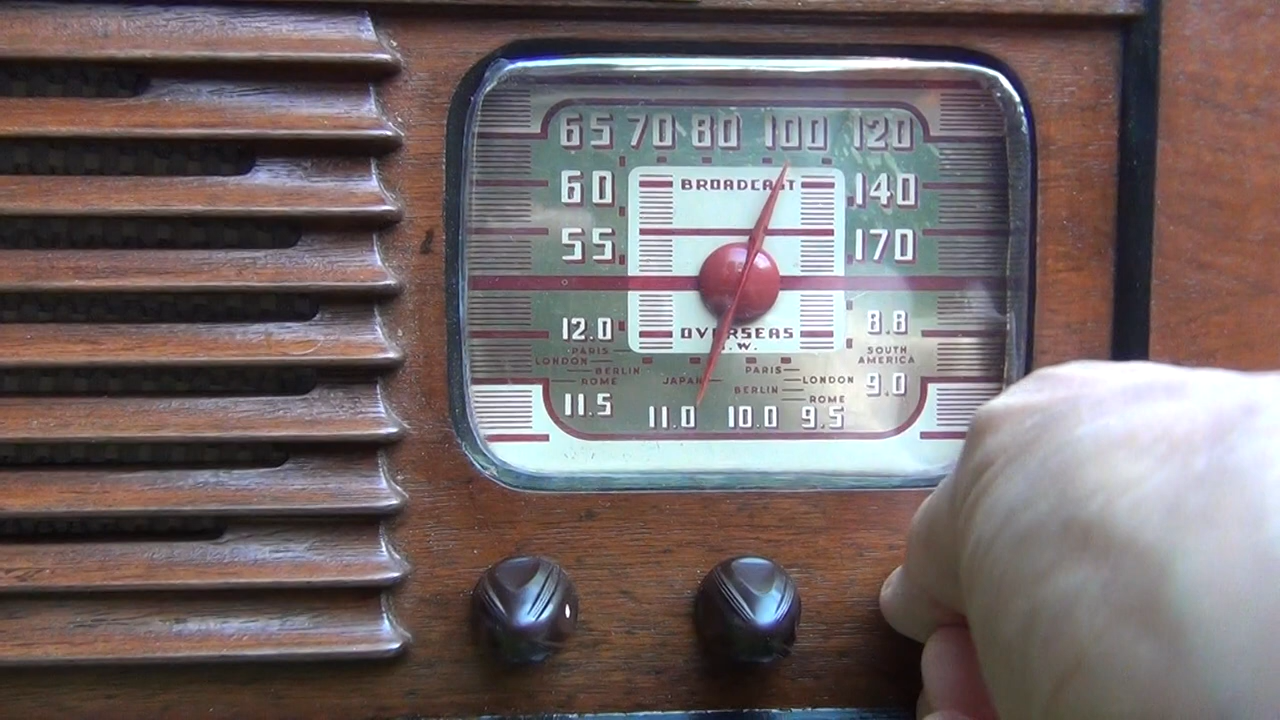 65 70 80 100 120
60 BROADCAST 140
55 170
12.0 OVERSEAS 8.8
S.W.
PARIS SOUTH
LONDON AMERICA
BERLIN PARIS
ROME JAPAN LONDON 9.0
BERLIN
ROME
11.5 11.0 10.0 9.5